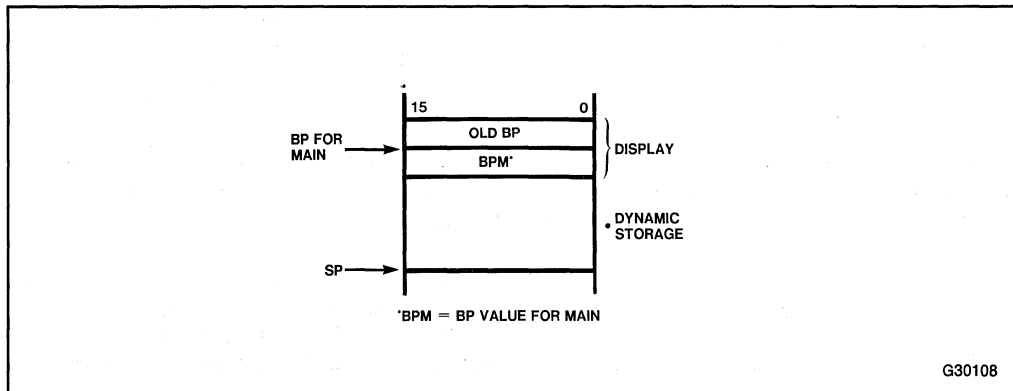 15 0
OLD BP
BP FOR
MAIN
BPM*
DISPLAY
• DYNAMIC
STORAGE
SP
*BPM = BP VALUE FOR MAIN
G30108